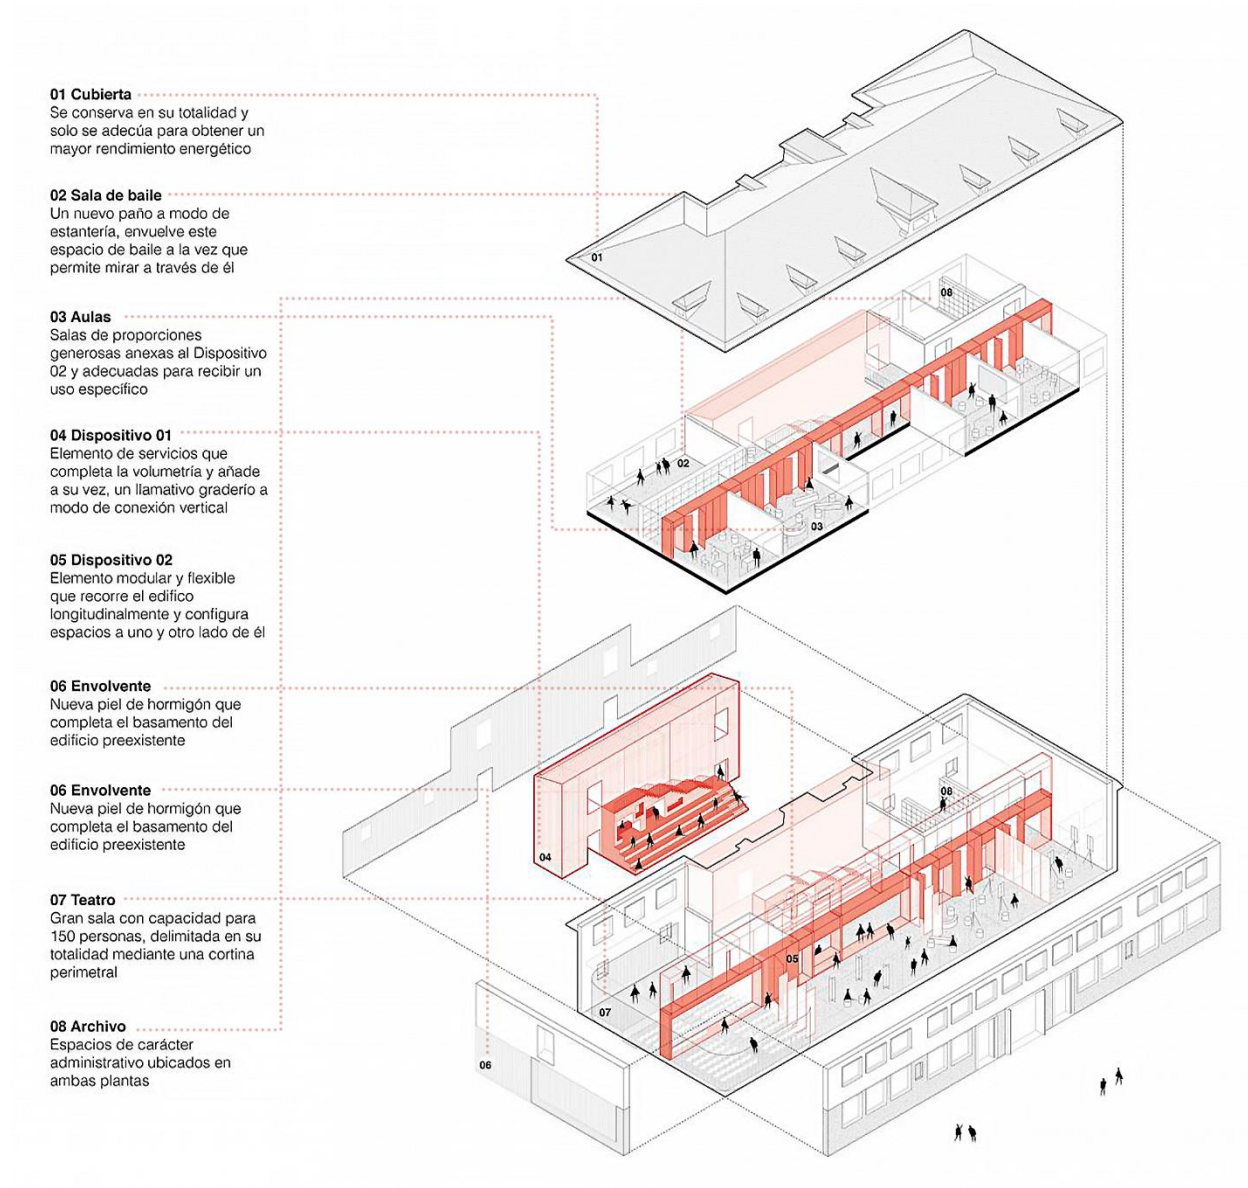 01 Cubierta
Se conserva en su totalidad y
solo se adecúa para obtener un
mayor rendimiento energético
02 Sala de baile
Un nuevo paño a modo de
estantería, envuelve este
espacio de baile a la vez que
permite mirar a través de él
03 Aulas
Salas de proporciones
generosas anexas al Dispositivo
02 y adecuadas para recibir un
uso específico
04 Dispositivo 01
Elemento de servicios que
completa la volumetría y añade
a su vez, un llamativo graderío a
modo de conexión vertical
05 Dispositivo 02
Elemento modular y flexible
que recorre el edifico
longitudinalmente y configura
espacios a uno y otro lado de él
06 Envolvente
Nueva piel de hormigón que
completa el basamento del
edificio preexistente
06 Envolvente
Nueva piel de hormigón que
completa el basamento del
edificio preexistente
07 Teatro
Gran sala con capacidad para
150 personas, delimitada en su
totalidad mediante una cortina
perimetral
08 Archivo
Espacios de carácter
administrativo ubicados en
ambas plantas
01
08
02
03
04
08
05
07
06